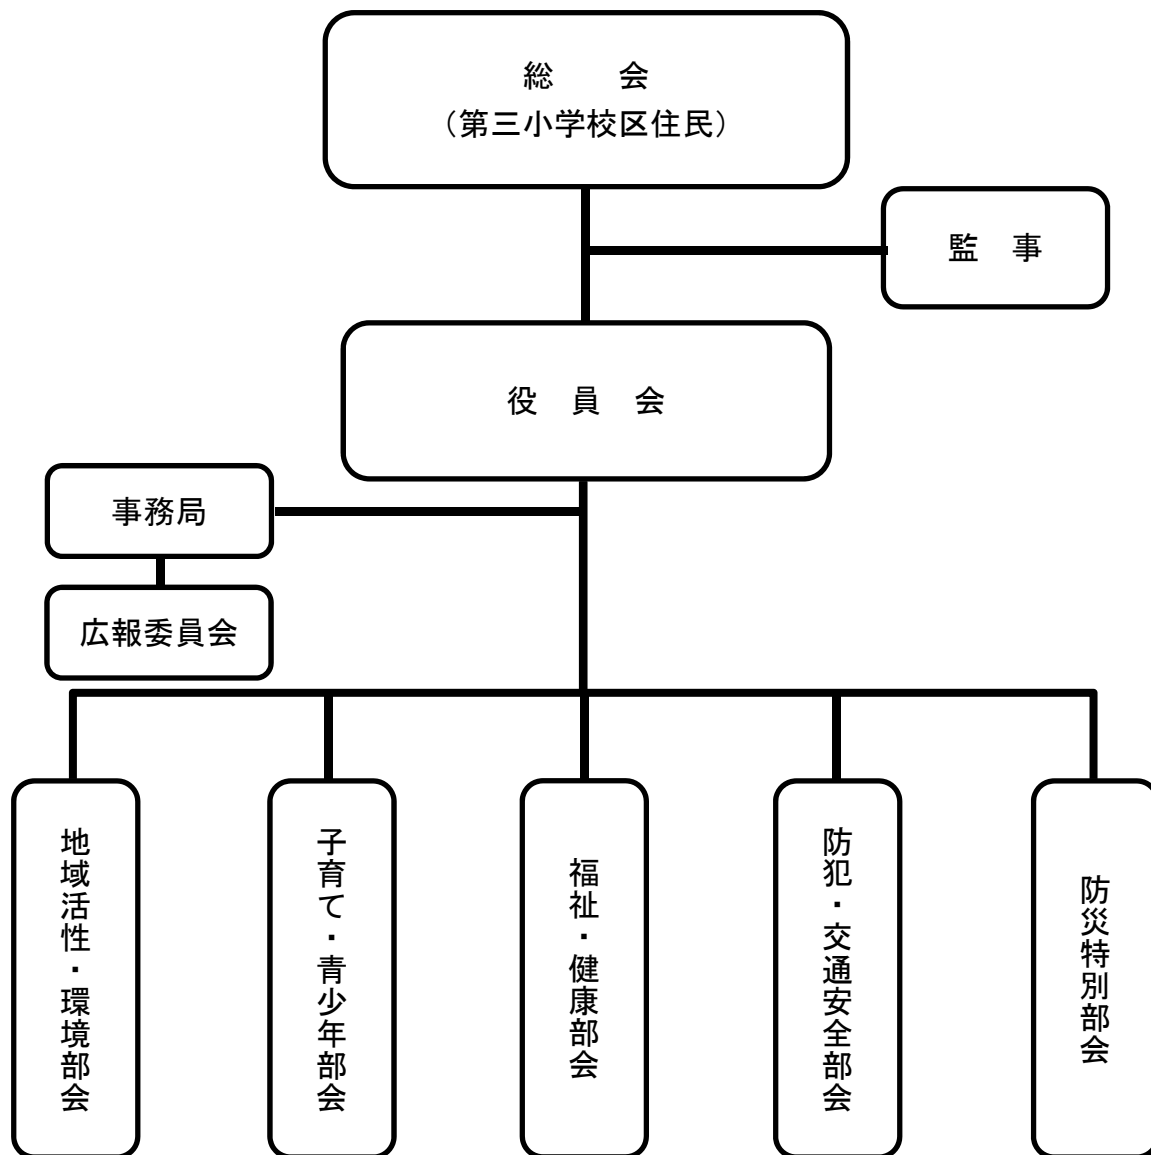 総　会
（第三小学校区住民）
監　事
役　員　会
事務局
広報委員会
地域活性・環境部会
子育て・青少年部会
福祉・健康部会
防犯・交通安全部会
防災特別部会